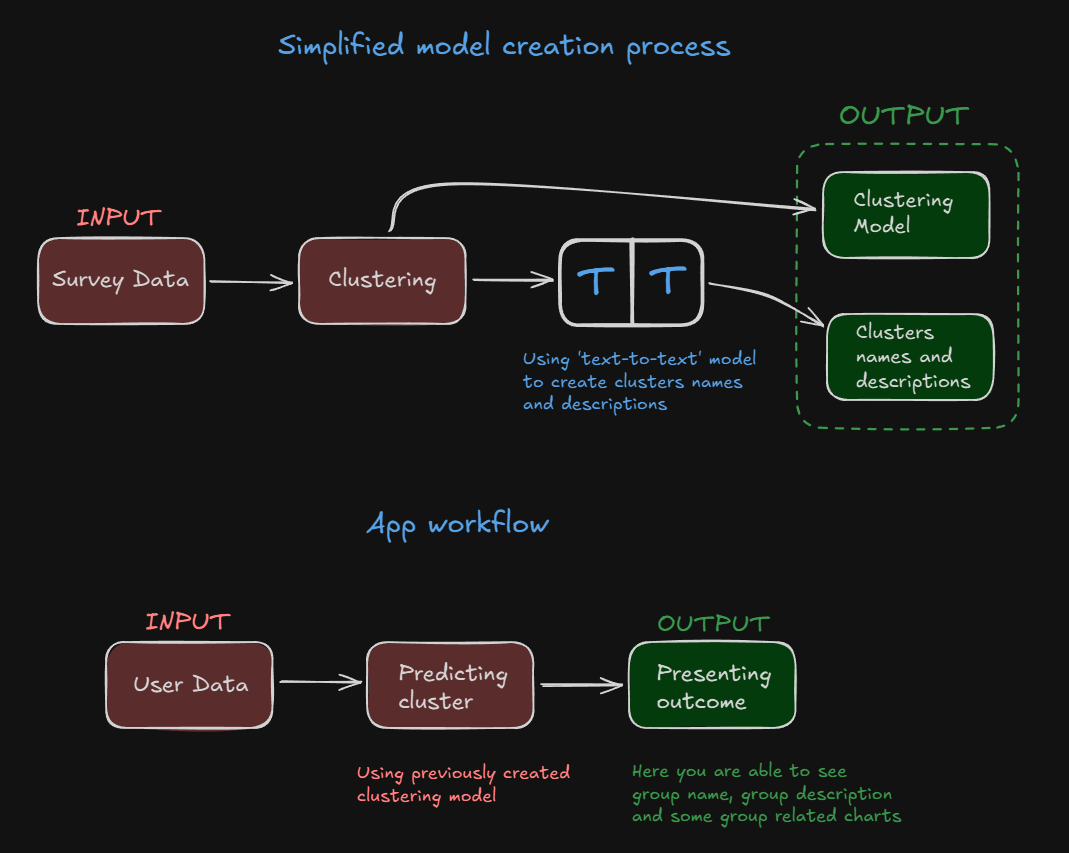 Simplified model creation process
OUTPUT
INPUT
Survey Data
Clustering
T T
Using 'text-to-text' model
to create clusters names
and descriptions
Clustering
Model
Clusters
names and
descriptions
App workflow
INPUT
User Data
Predicting
cluster
Using previously created
clustering model
OUTPUT
Presenting
outcome
Here you are able to see
group name, group description
and some group related charts